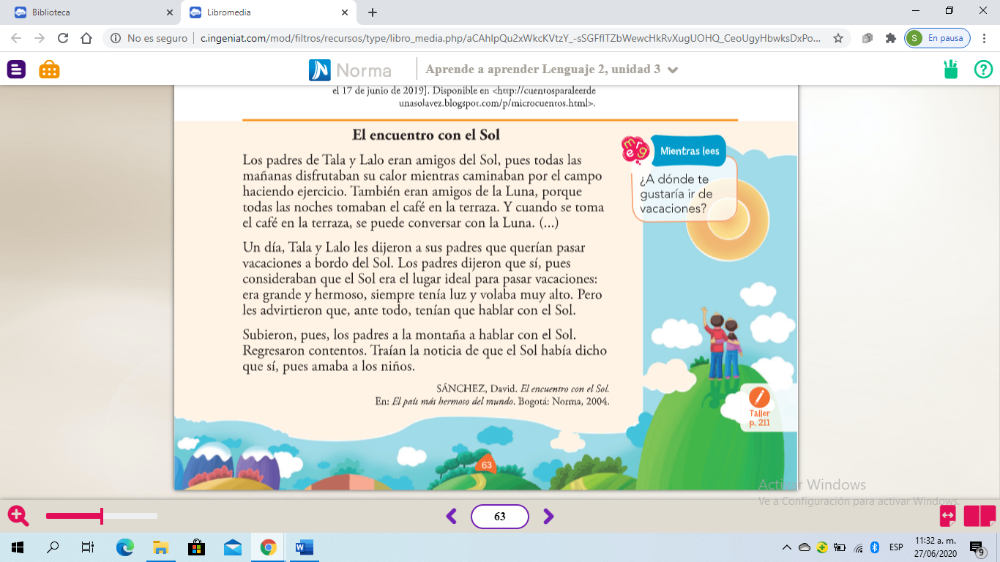 Biblioteca
Libromedia
No es seguro
c.ingeniat.com/mod/filtros/recursos/type/libro_media.php/aCAhIpQu2xWkcKVtzY_-sSGFflTZbWewcHkRvXugUOHQ_CeoUgyHbwksDxPo...
S
En pausa
Norma
Aprende a aprender Lenguaje 2, unidad 3
el 17 de junio de 2019]. Disponible en <http://cuentosparaleerde
unasolavez.blogspot.com/p/microcuentos.html>.
El encuentro con el Sol
Los padres de Tala y Lalo eran amigos del Sol, pues todas las
mañanas disfrutaban su calor mientras caminaban por el campo
haciendo ejercicio. También eran amigos de la Luna, porque
todas las noches tomaban el café en la terraza. Y cuando se toma
el café en la terraza, se puede conversar con la Luna. (...)
Un día, Tala y Lalo les dijeron a sus padres que querían pasar
vacaciones a bordo del Sol. Los padres dijeron que sí, pues
consideraban que el Sol era el lugar ideal para pasar vacaciones:
era grande y hermoso, siempre tenía luz y volaba muy alto. Pero
les advirtieron que, ante todo, tenían que hablar con el Sol.
Subieron, pues, los padres a la montaña a hablar con el Sol.
Regresaron contentos. Traían la noticia de que el Sol había dicho
que sí, pues amaba a los niños.
SÁNCHEZ, David. El encuentro con el Sol.
En: El país más hermoso del mundo. Bogotá: Norma, 2004.
Mientras lees
¿A dónde te
gustaría ir de
vacaciones?
Taller
p. 211
63
Activar Windows
Ve a Configuración para activar Windows.
63
ESP
11:32 a. m.
27/06/2020
9